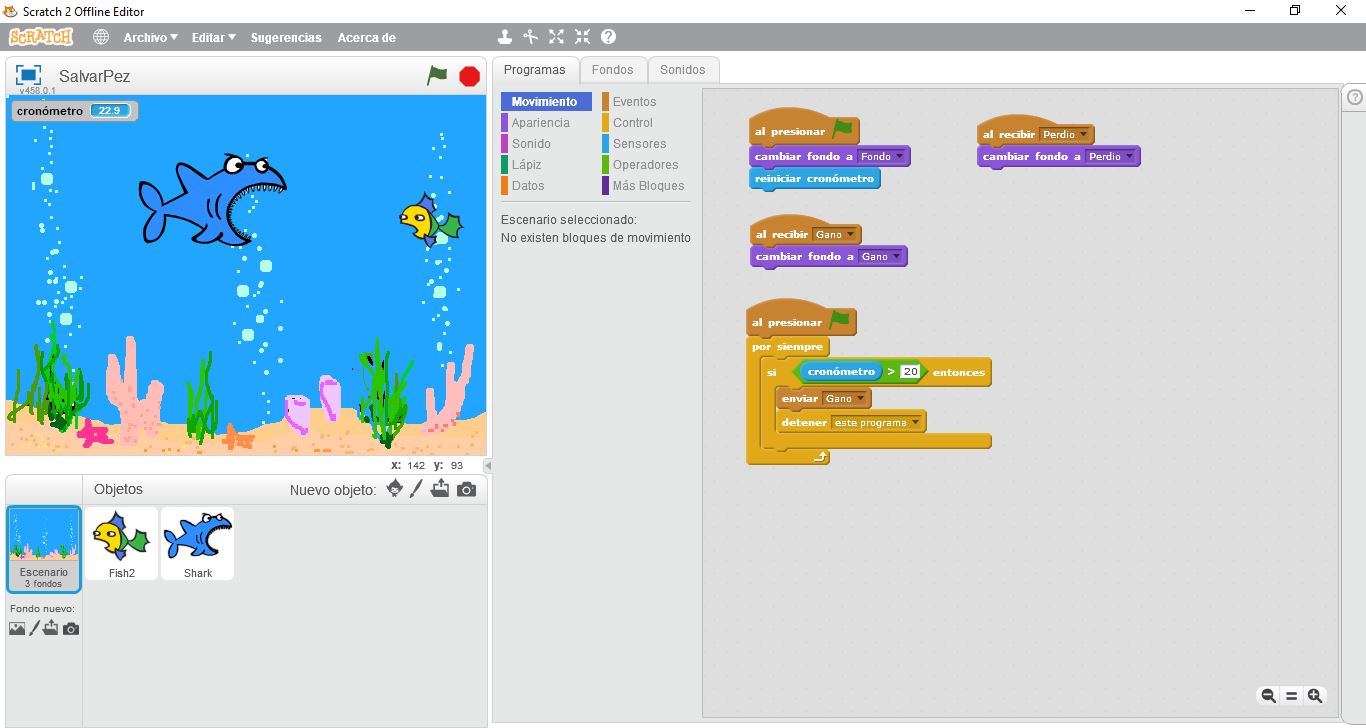 Scratch 2 Offline Editor
SCRATCH
Archivo
Editar
Sugerencias
Acerca de
SalvarPez
v458.0.1
cronómetro 22.9
x: 142 y: 93
Objetos
Nuevo objeto:
Escenario
3 fondos
Fish2
Shark
Fondo nuevo:
Programas
Fondos
Sonidos
Movimiento
Apariencia
Sonido
Lápiz
Datos
Eventos
Control
Sensores
Operadores
Más Bloques
Escenario seleccionado:
No existen bloques de movimiento
al presionar
cambiar fondo a Fondo
reiniciar cronómetro
al recibir Perdio
cambiar fondo a Perdio
al recibir Gano
cambiar fondo a Gano
al presionar
por siempre
si cronómetro > 20 entonces
enviar Gano
detener este programa